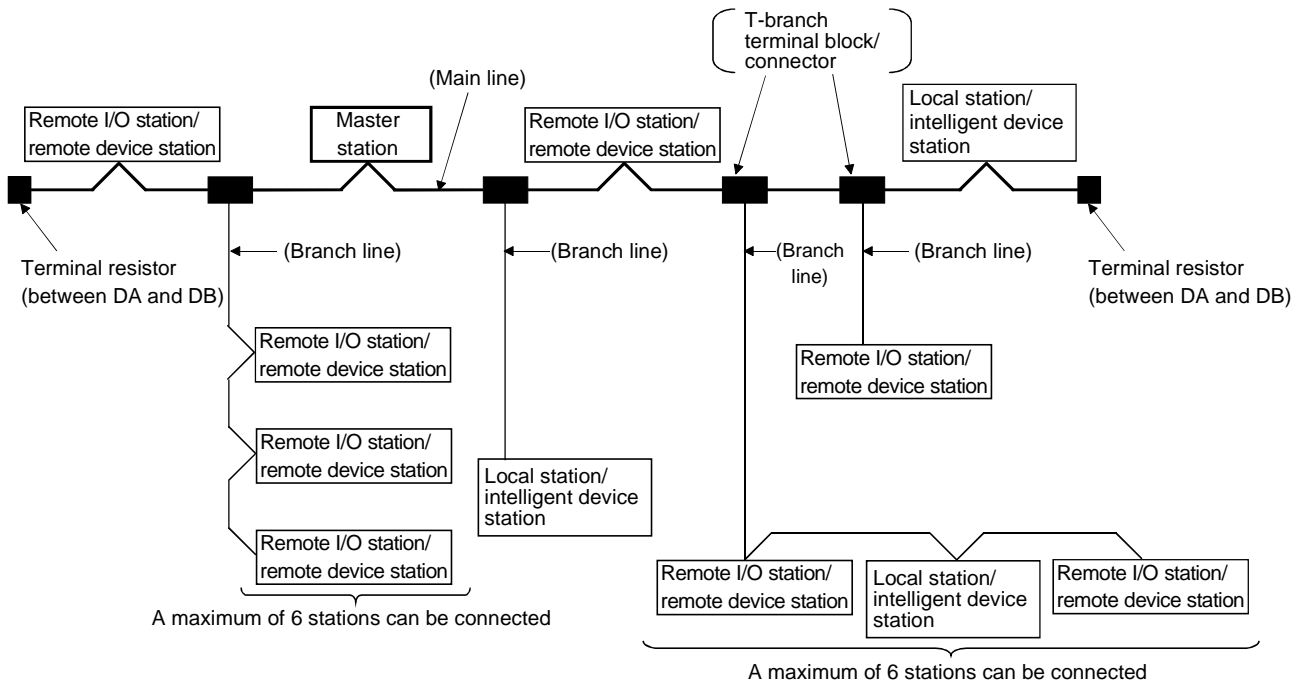 T-branch
terminal block/
connector
(Main line)
Remote I/O station/
remote device station
Master
station
Remote I/O station/
remote device station
Local station/
intelligent device
station
Terminal resistor
(between DA and DB)
(Branch line)
(Branch line)
(Branch
line)
(Branch line)
Terminal resistor
(between DA and DB)
Remote I/O station/
remote device station
Remote I/O station/
remote device station
Remote I/O station/
remote device station
A maximum of 6 stations can be connected
Local station/
intelligent device
station
Remote I/O station/
remote device station
Remote I/O station/
remote device station
Local station/
intelligent device
station
Remote I/O station/
remote device station
A maximum of 6 stations can be connected